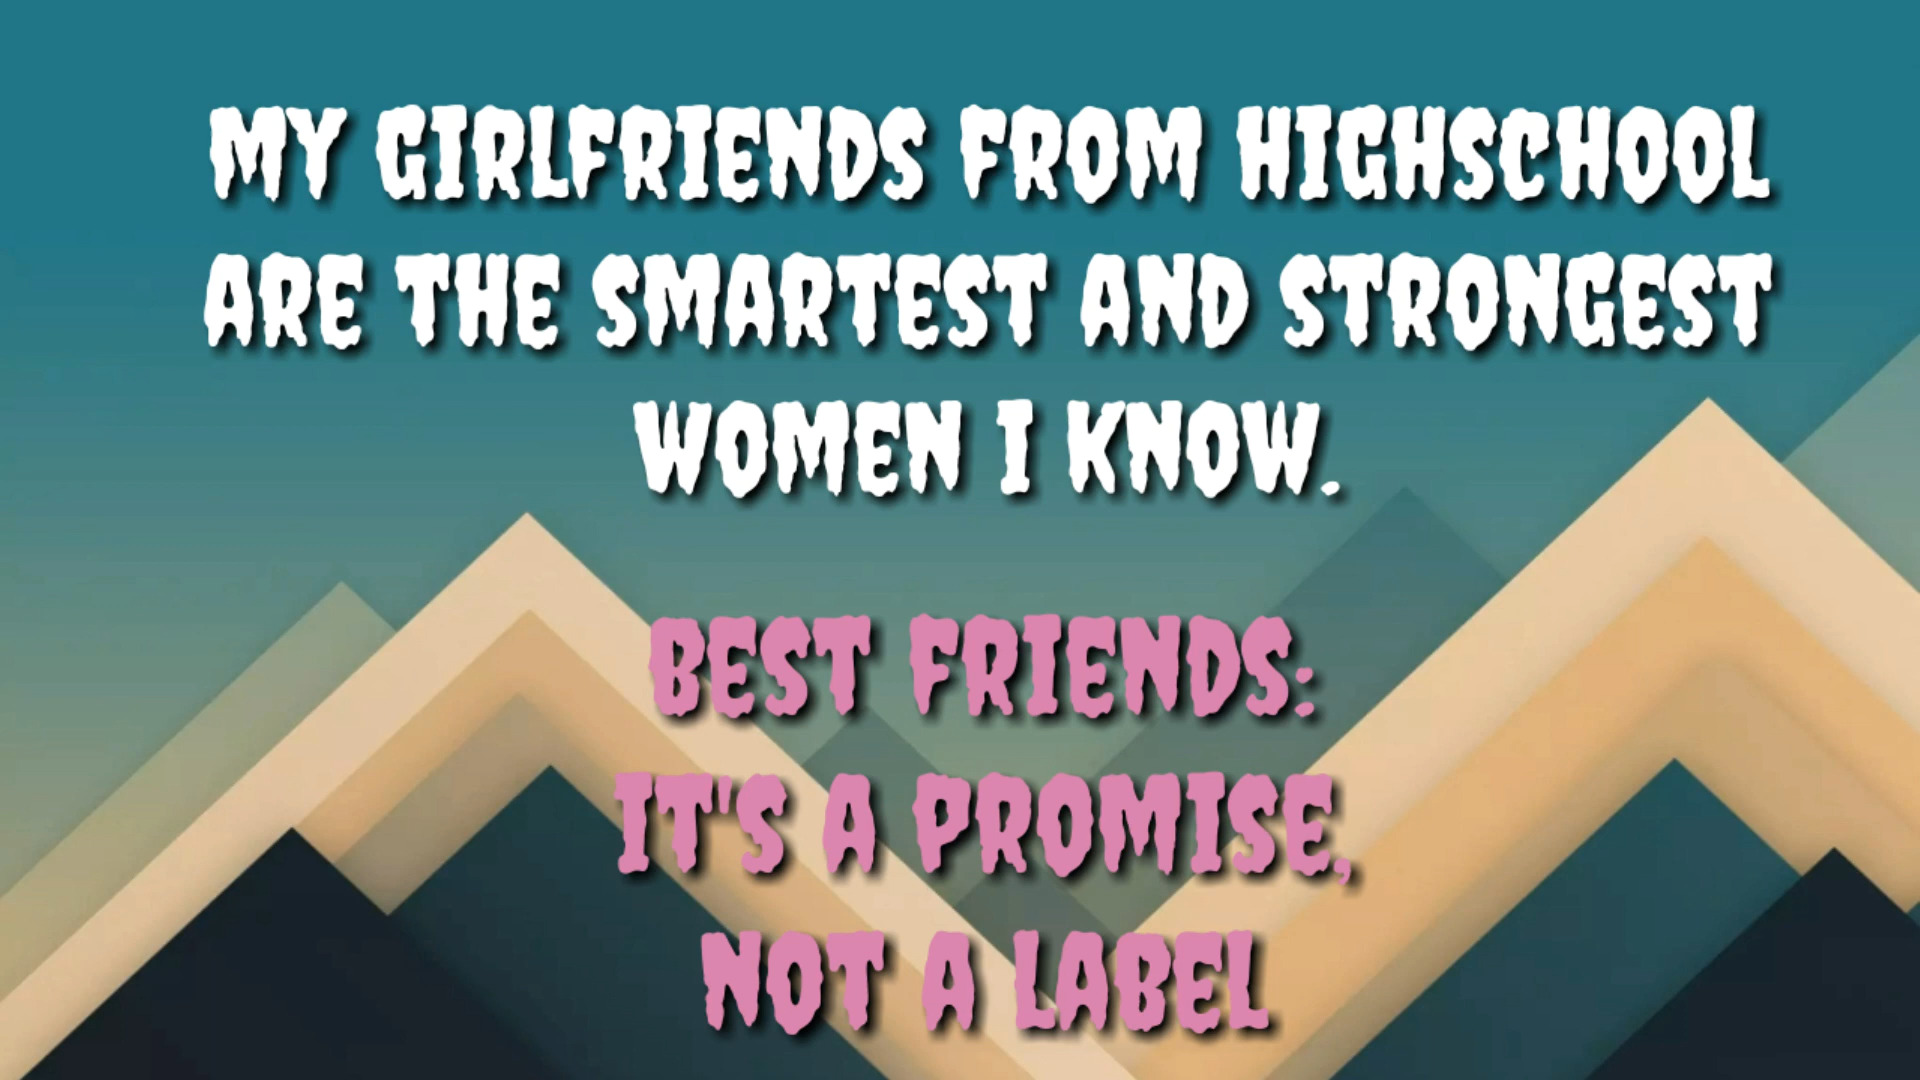 MY GIRLFRIENDS FROM HIGHSCHOOL
ARE THE SMARTEST AND STRONGEST
WOMEN I KNOW.
BEST FRIENDS:
IT'S A PROMISE,
NOT A LABEL